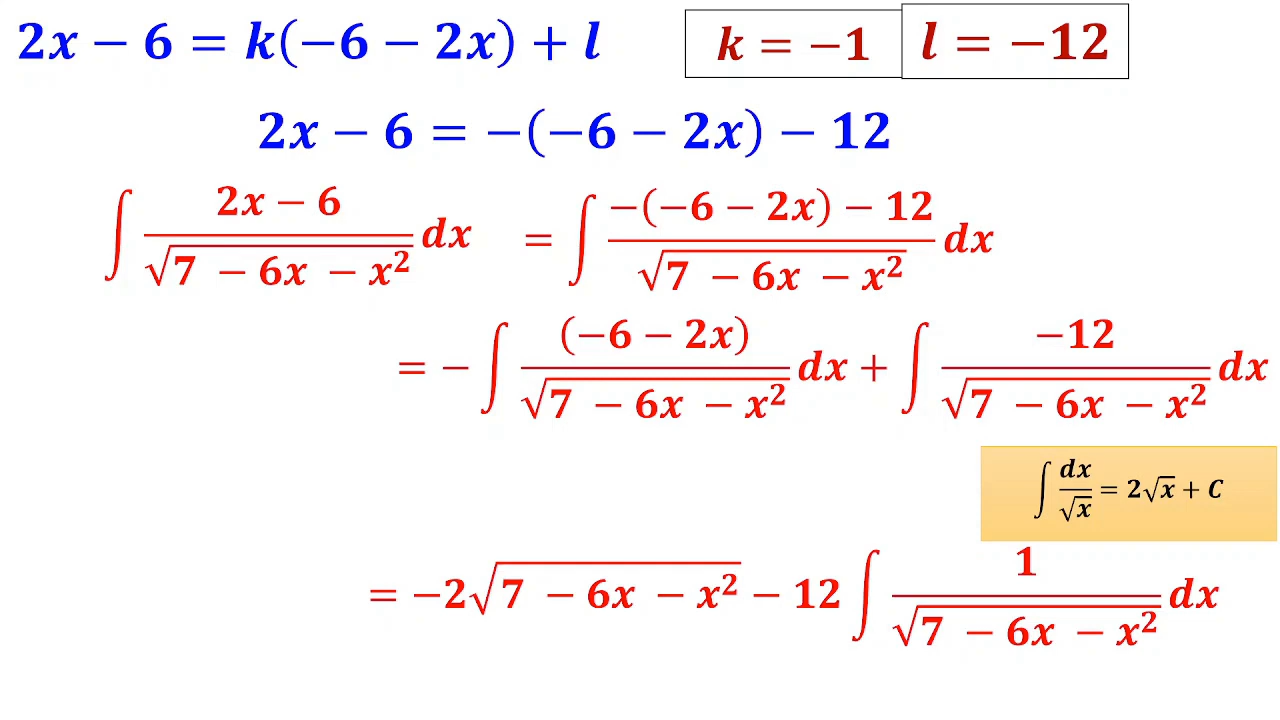 2x − 6 = k(−6 − 2x) + l
k = −1
l = −12
2x − 6 = −(−6 − 2x) − 12
∫ (2x − 6)/√(7 − 6x − x²) dx = ∫ (−(−6 − 2x) − 12)/√(7 − 6x − x²) dx
= − ∫ (−6 − 2x)/√(7 − 6x − x²) dx + ∫ −12/√(7 − 6x − x²) dx
∫ dx/√x = 2√x + C
= −2√(7 − 6x − x²) − 12 ∫ 1/√(7 − 6x − x²) dx